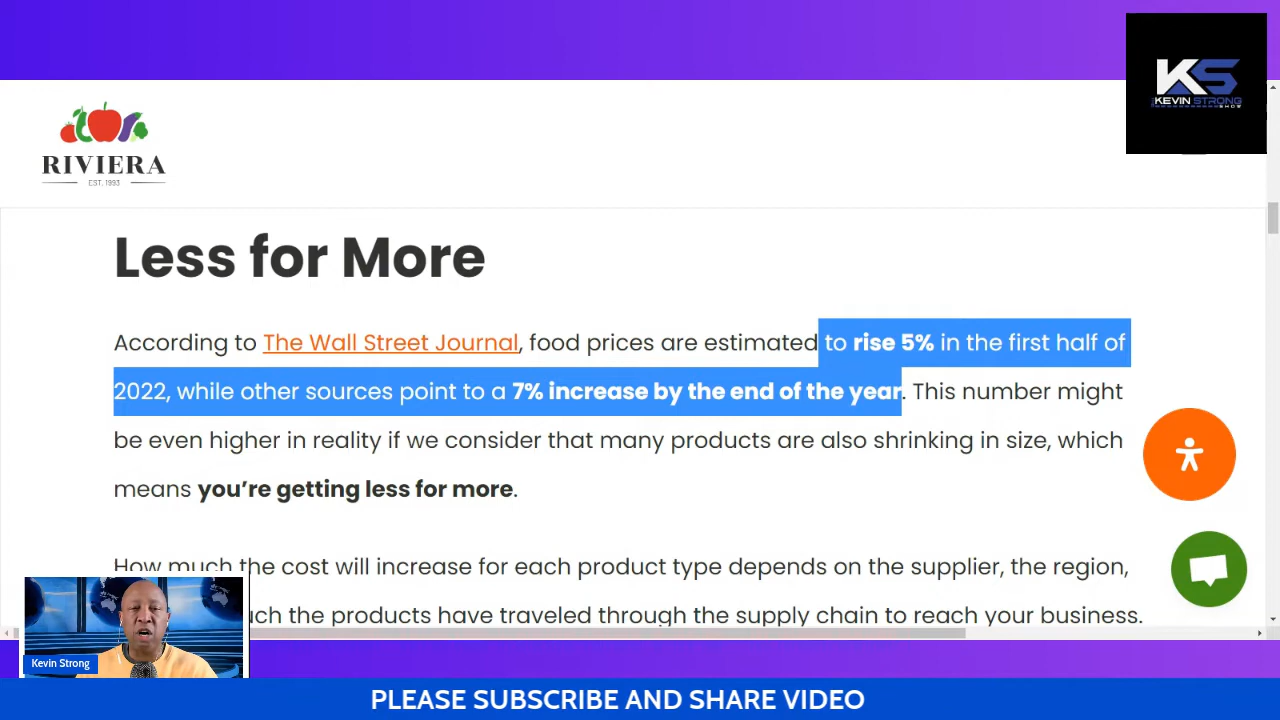 KS
KEVIN STRONG
SHOW
RIVIERA
EST. 1993
Less for More
According to The Wall Street Journal, food prices are estimated to rise 5% in the first half of
2022, while other sources point to a 7% increase by the end of the year. This number might
be even higher in reality if we consider that many products are also shrinking in size, which
means you’re getting less for more.
How much the cost will increase for each product type depends on the supplier, the region,
the products have traveled through the supply chain to reach your business.
Kevin Strong
PLEASE SUBSCRIBE AND SHARE VIDEO